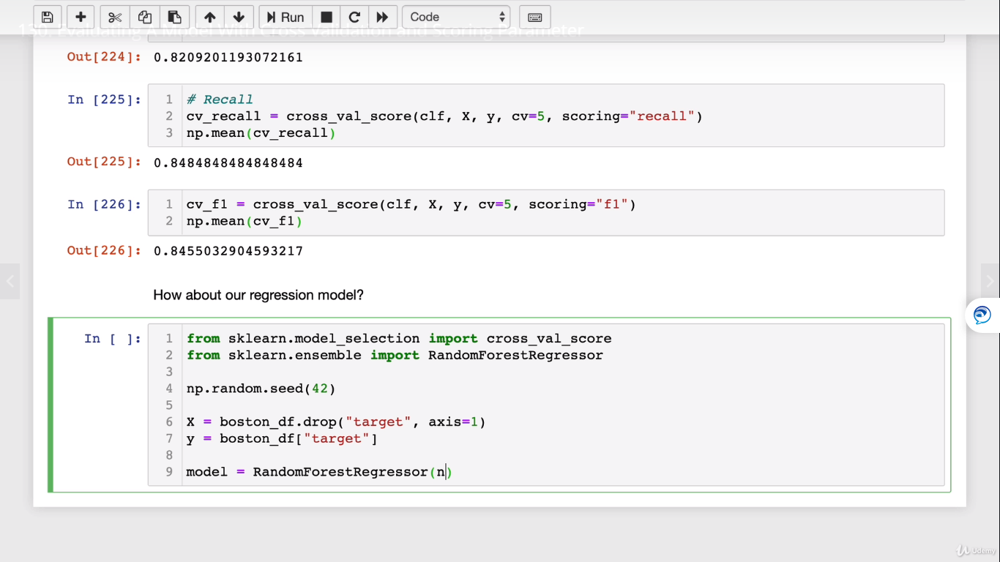 Run
Code
130. Evaluating A Model With Cross Validation and Scoring Parameter
Out[224]: 0.8209201193072161
In [225]:
1 # Recall
2 cv_recall = cross_val_score(clf, X, y, cv=5, scoring="recall")
3 np.mean(cv_recall)
Out[225]: 0.8484848484848484
In [226]:
1 cv_f1 = cross_val_score(clf, X, y, cv=5, scoring="f1")
2 np.mean(cv_f1)
Out[226]: 0.8455032904593217
How about our regression model?
In [ ]:
1 from sklearn.model_selection import cross_val_score
2 from sklearn.ensemble import RandomForestRegressor
3
4 np.random.seed(42)
5
6 X = boston_df.drop("target", axis=1)
7 y = boston_df["target"]
8
9 model = RandomForestRegressor(n)
Udemy